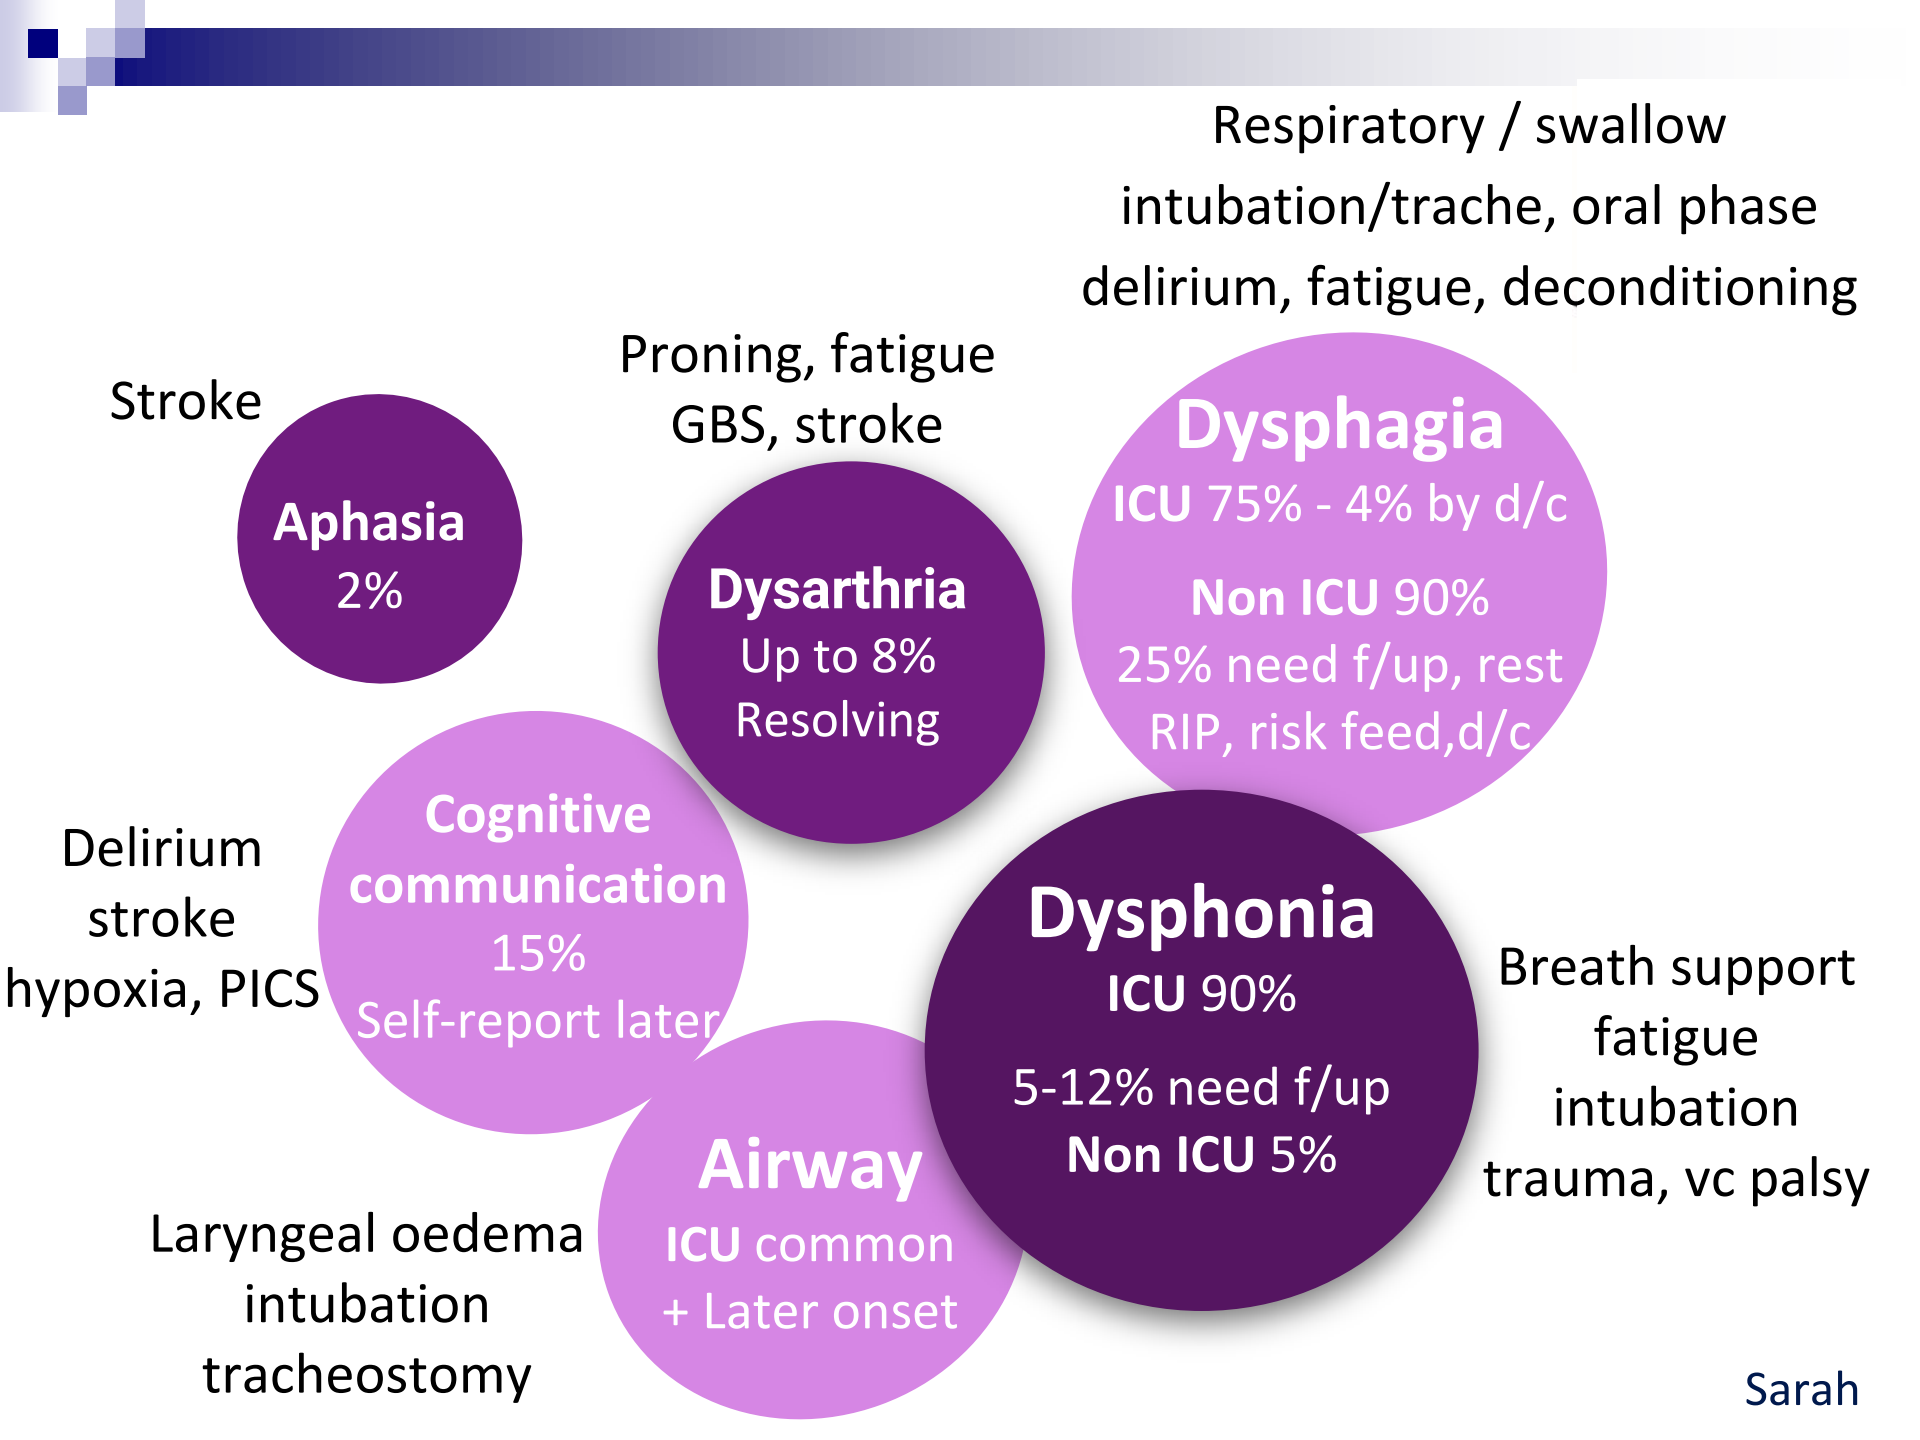 Respiratory / swallow
intubation/trache, oral phase
delirium, fatigue, deconditioning
Proning, fatigue
GBS, stroke
Stroke
Aphasia
2%
Dysarthria
Up to 8%
Resolving
Dysphagia
ICU 75% - 4% by d/c
Non ICU 90%
25% need f/up, rest
RIP, risk feed,d/c
Delirium
stroke
hypoxia, PICS
Cognitive
communication
15%
Self-report later
Dysphonia
ICU 90%
5-12% need f/up
Non ICU 5%
Breath support
fatigue
intubation
trauma, vc palsy
Laryngeal oedema
intubation
tracheostomy
Airway
ICU common
+ Later onset
Sarah